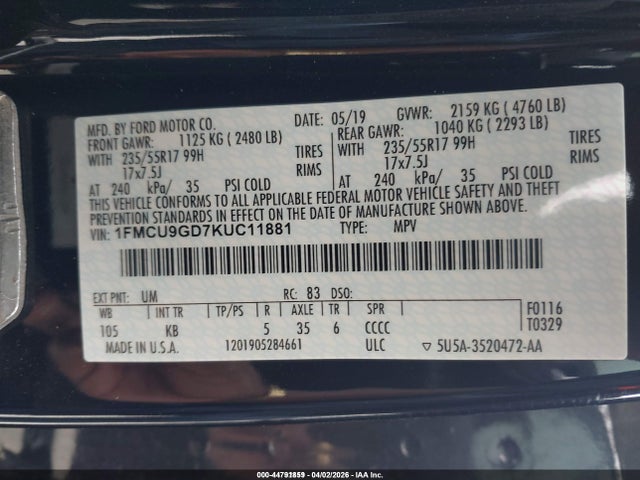 MFD. BY FORD MOTOR CO. DATE: 05/19 GVWR: 2159 KG ( 4760 LB)
FRONT GAWR: 1125 KG ( 2480 LB) REAR GAWR: 1040 KG ( 2293 LB)
WITH 235/55R17 99H TIRES WITH 235/55R17 99H TIRES
17x7.5J RIMS 17x7.5J RIMS
AT 240 kPa/ 35 PSI COLD AT 240 kPa/ 35 PSI COLD
THIS VEHICLE CONFORMS TO ALL APPLICABLE FEDERAL MOTOR VEHICLE SAFETY AND THEFT
PREVENTION STANDARDS IN EFFECT ON THE DATE OF MANUFACTURE SHOWN ABOVE.
VIN: 1FMCU9GD7KUC11881 TYPE: MPV
EXT PNT: UM RC: 83 DSO: F0116
WB INT TR TP/PS R AXLE TR SPR T0329
105 KB 5 35 6 CCCC
MADE IN U.S.A. 1201905284661 ULC ▽ 5U5A-3520472-AA
000-44791859 - 04/02/2026 - IAA Inc.